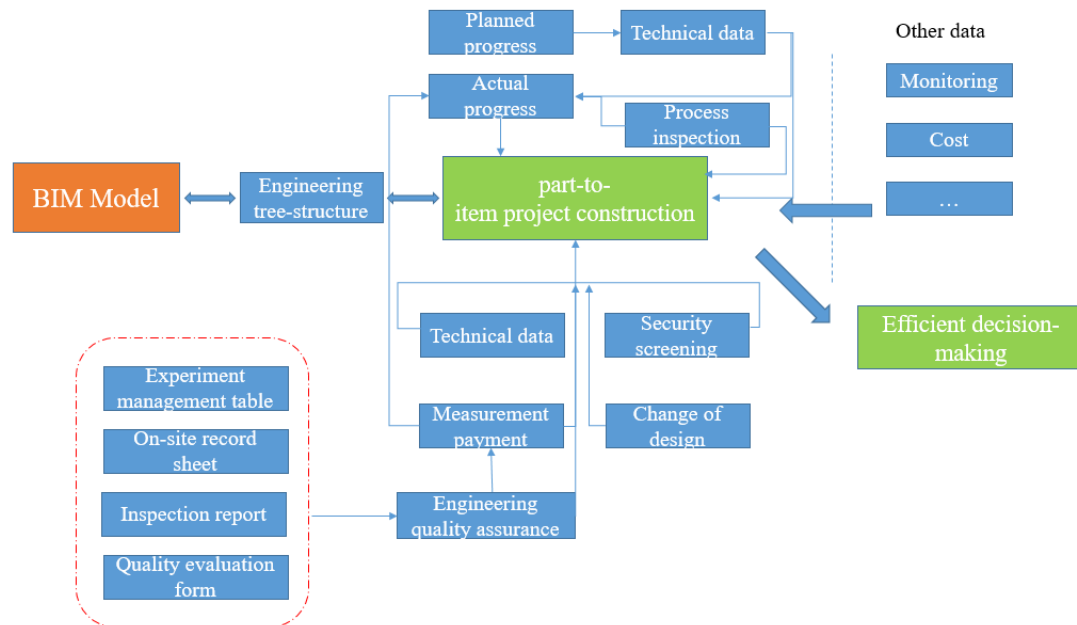 Planned
progress
Technical data
Other data
Actual
progress
Monitoring
Process
inspection
Cost
BIM Model
Engineering
tree-structure
part-to-
item project construction
…
Technical data
Security
screening
Efficient decision-
making
Experiment
management table
Measurement
payment
Change of
design
On-site record
sheet
Inspection report
Engineering
quality assurance
Quality evaluation
form